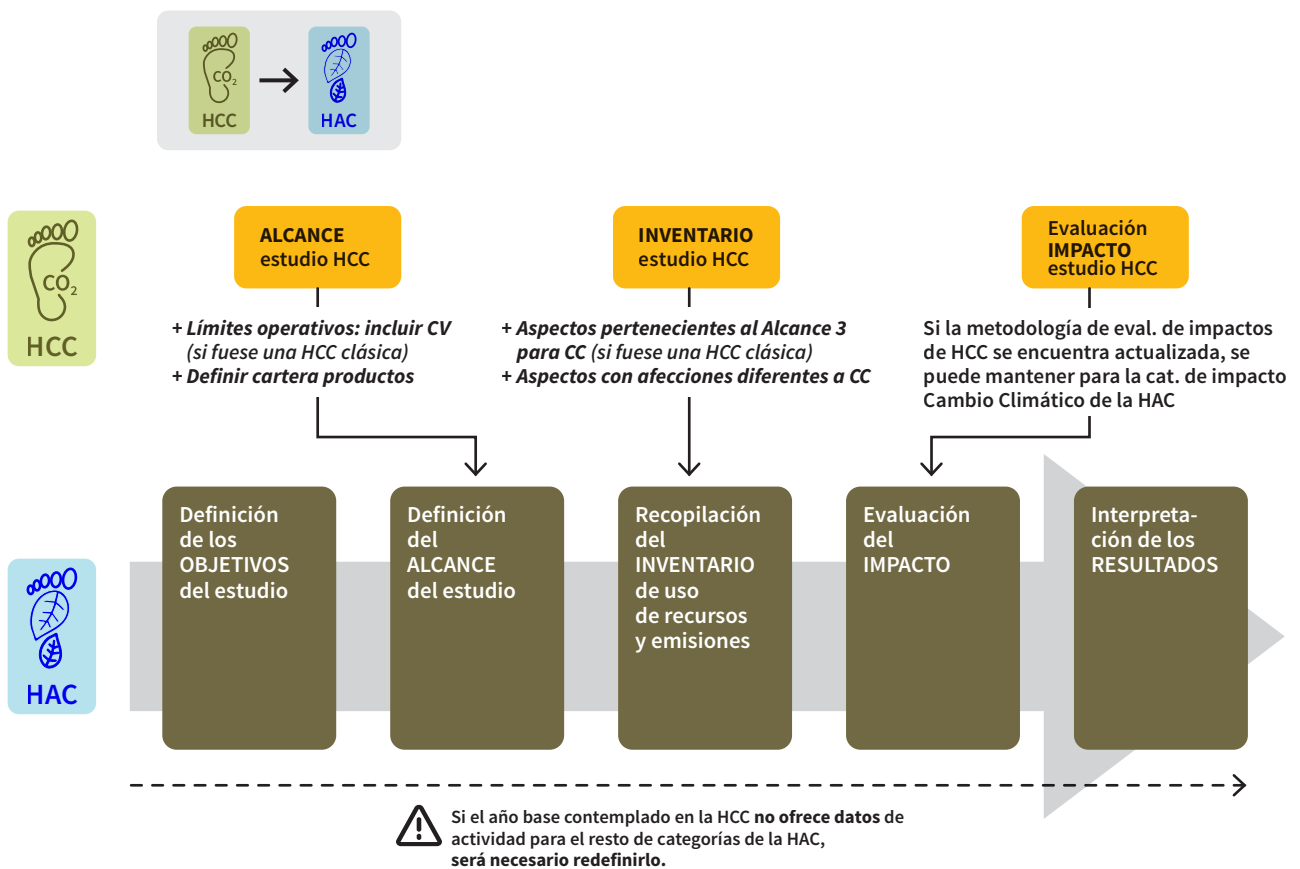 CO₂
HCC
HAC
CO₂
HCC
ALCANCE
estudio HCC
INVENTARIO
estudio HCC
Evaluación
IMPACTO
estudio HCC
+ Límites operativos: incluir CV
(si fuese una HCC clásica)
+ Definir cartera productos
+ Aspectos pertenecientes al Alcance 3
para CC (si fuese una HCC clásica)
+ Aspectos con afecciones diferentes a CC
Si la metodología de eval. de impactos
de HCC se encuentra actualizada, se
puede mantener para la cat. de impacto
Cambio Climático de la HAC
HAC
Definición
de los
OBJETIVOS
del estudio
Definición
del
ALCANCE
del estudio
Recopilación
del
INVENTARIO
de uso
de recursos
y emisiones
Evaluación
del
IMPACTO
Interpreta-
ción de los
RESULTADOS
Si el año base contemplado en la HCC no ofrece datos de
actividad para el resto de categorías de la HAC,
será necesario redefinirlo.